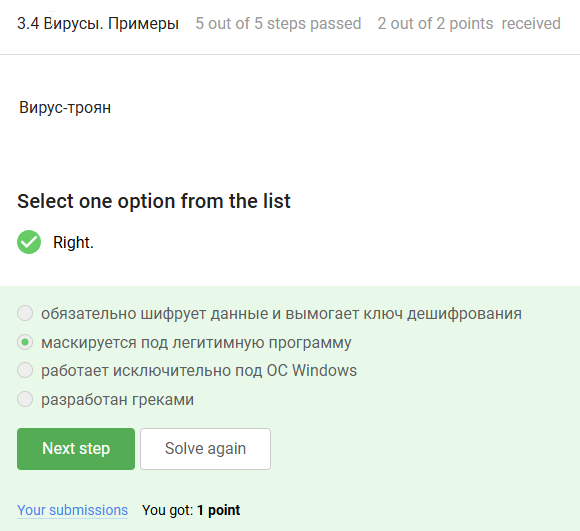 3.4 Вирусы. Примеры 5 out of 5 steps passed 2 out of 2 points received
Вирус-троян
Select one option from the list
Right.
обязательно шифрует данные и вымогает ключ дешифрования
маскируется под легитимную программу
работает исключительно под ОС Windows
разработан греками
Next step Solve again
Your submissions You got: 1 point